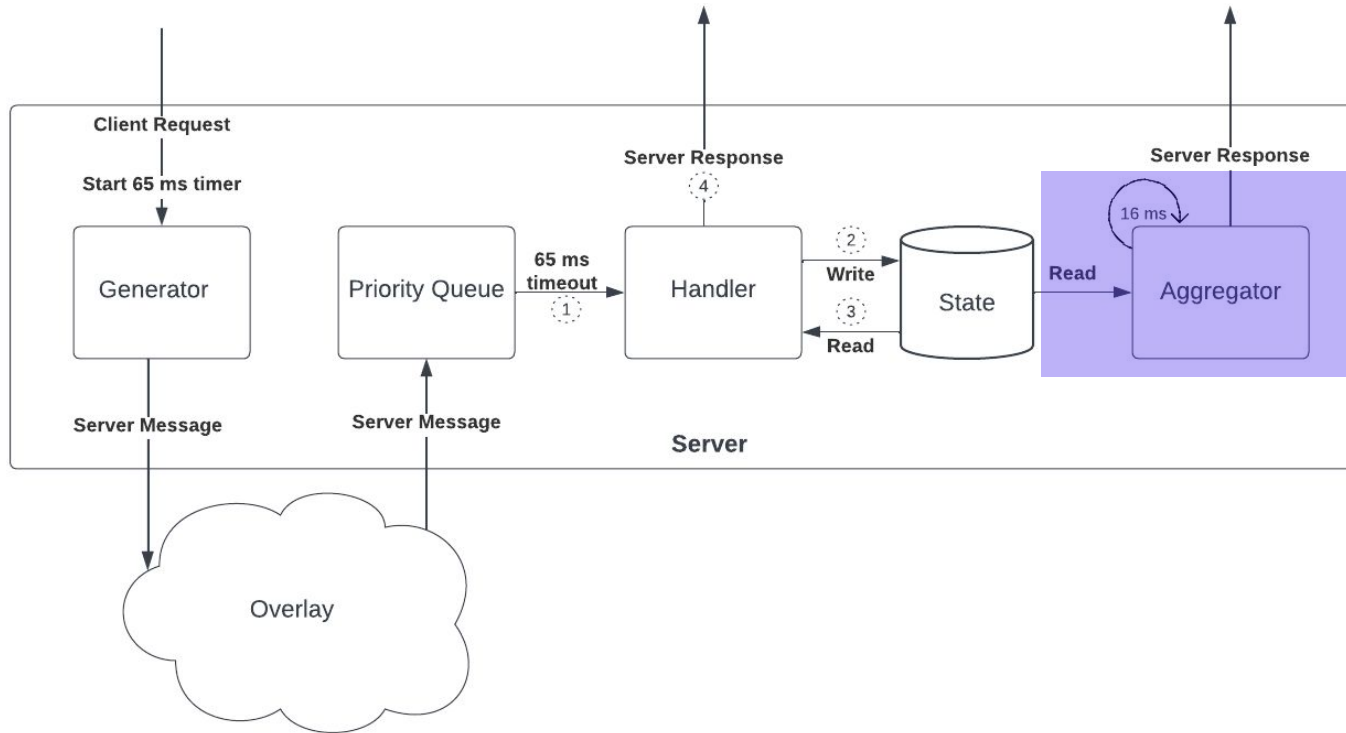 Client Request
Start 65 ms timer
Generator
Server Message
Priority Queue
Server Message
65 ms
timeout
1
Server Response
4
Handler
2
Write
3
Read
State
Read
Server Response
16 ms
Aggregator
Server
Overlay